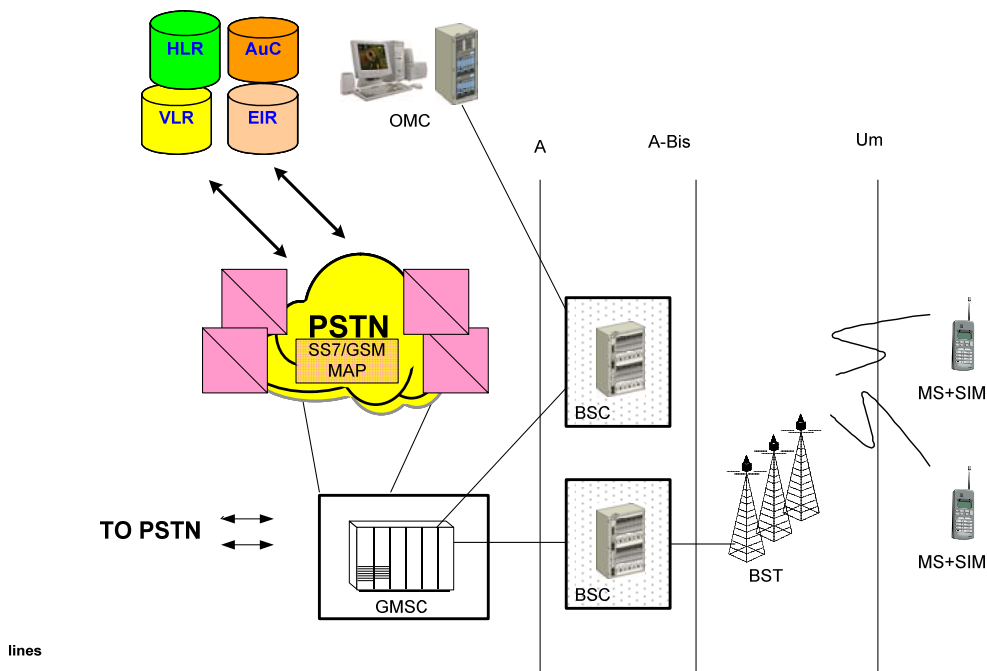 HLR
AuC
VLR
EIR
OMC
A
A-Bis
Um
PSTN
SS7/GSM
MAP
BSC
MS+SIM
TO PSTN
GMSC
BSC
BST
MS+SIM
lines